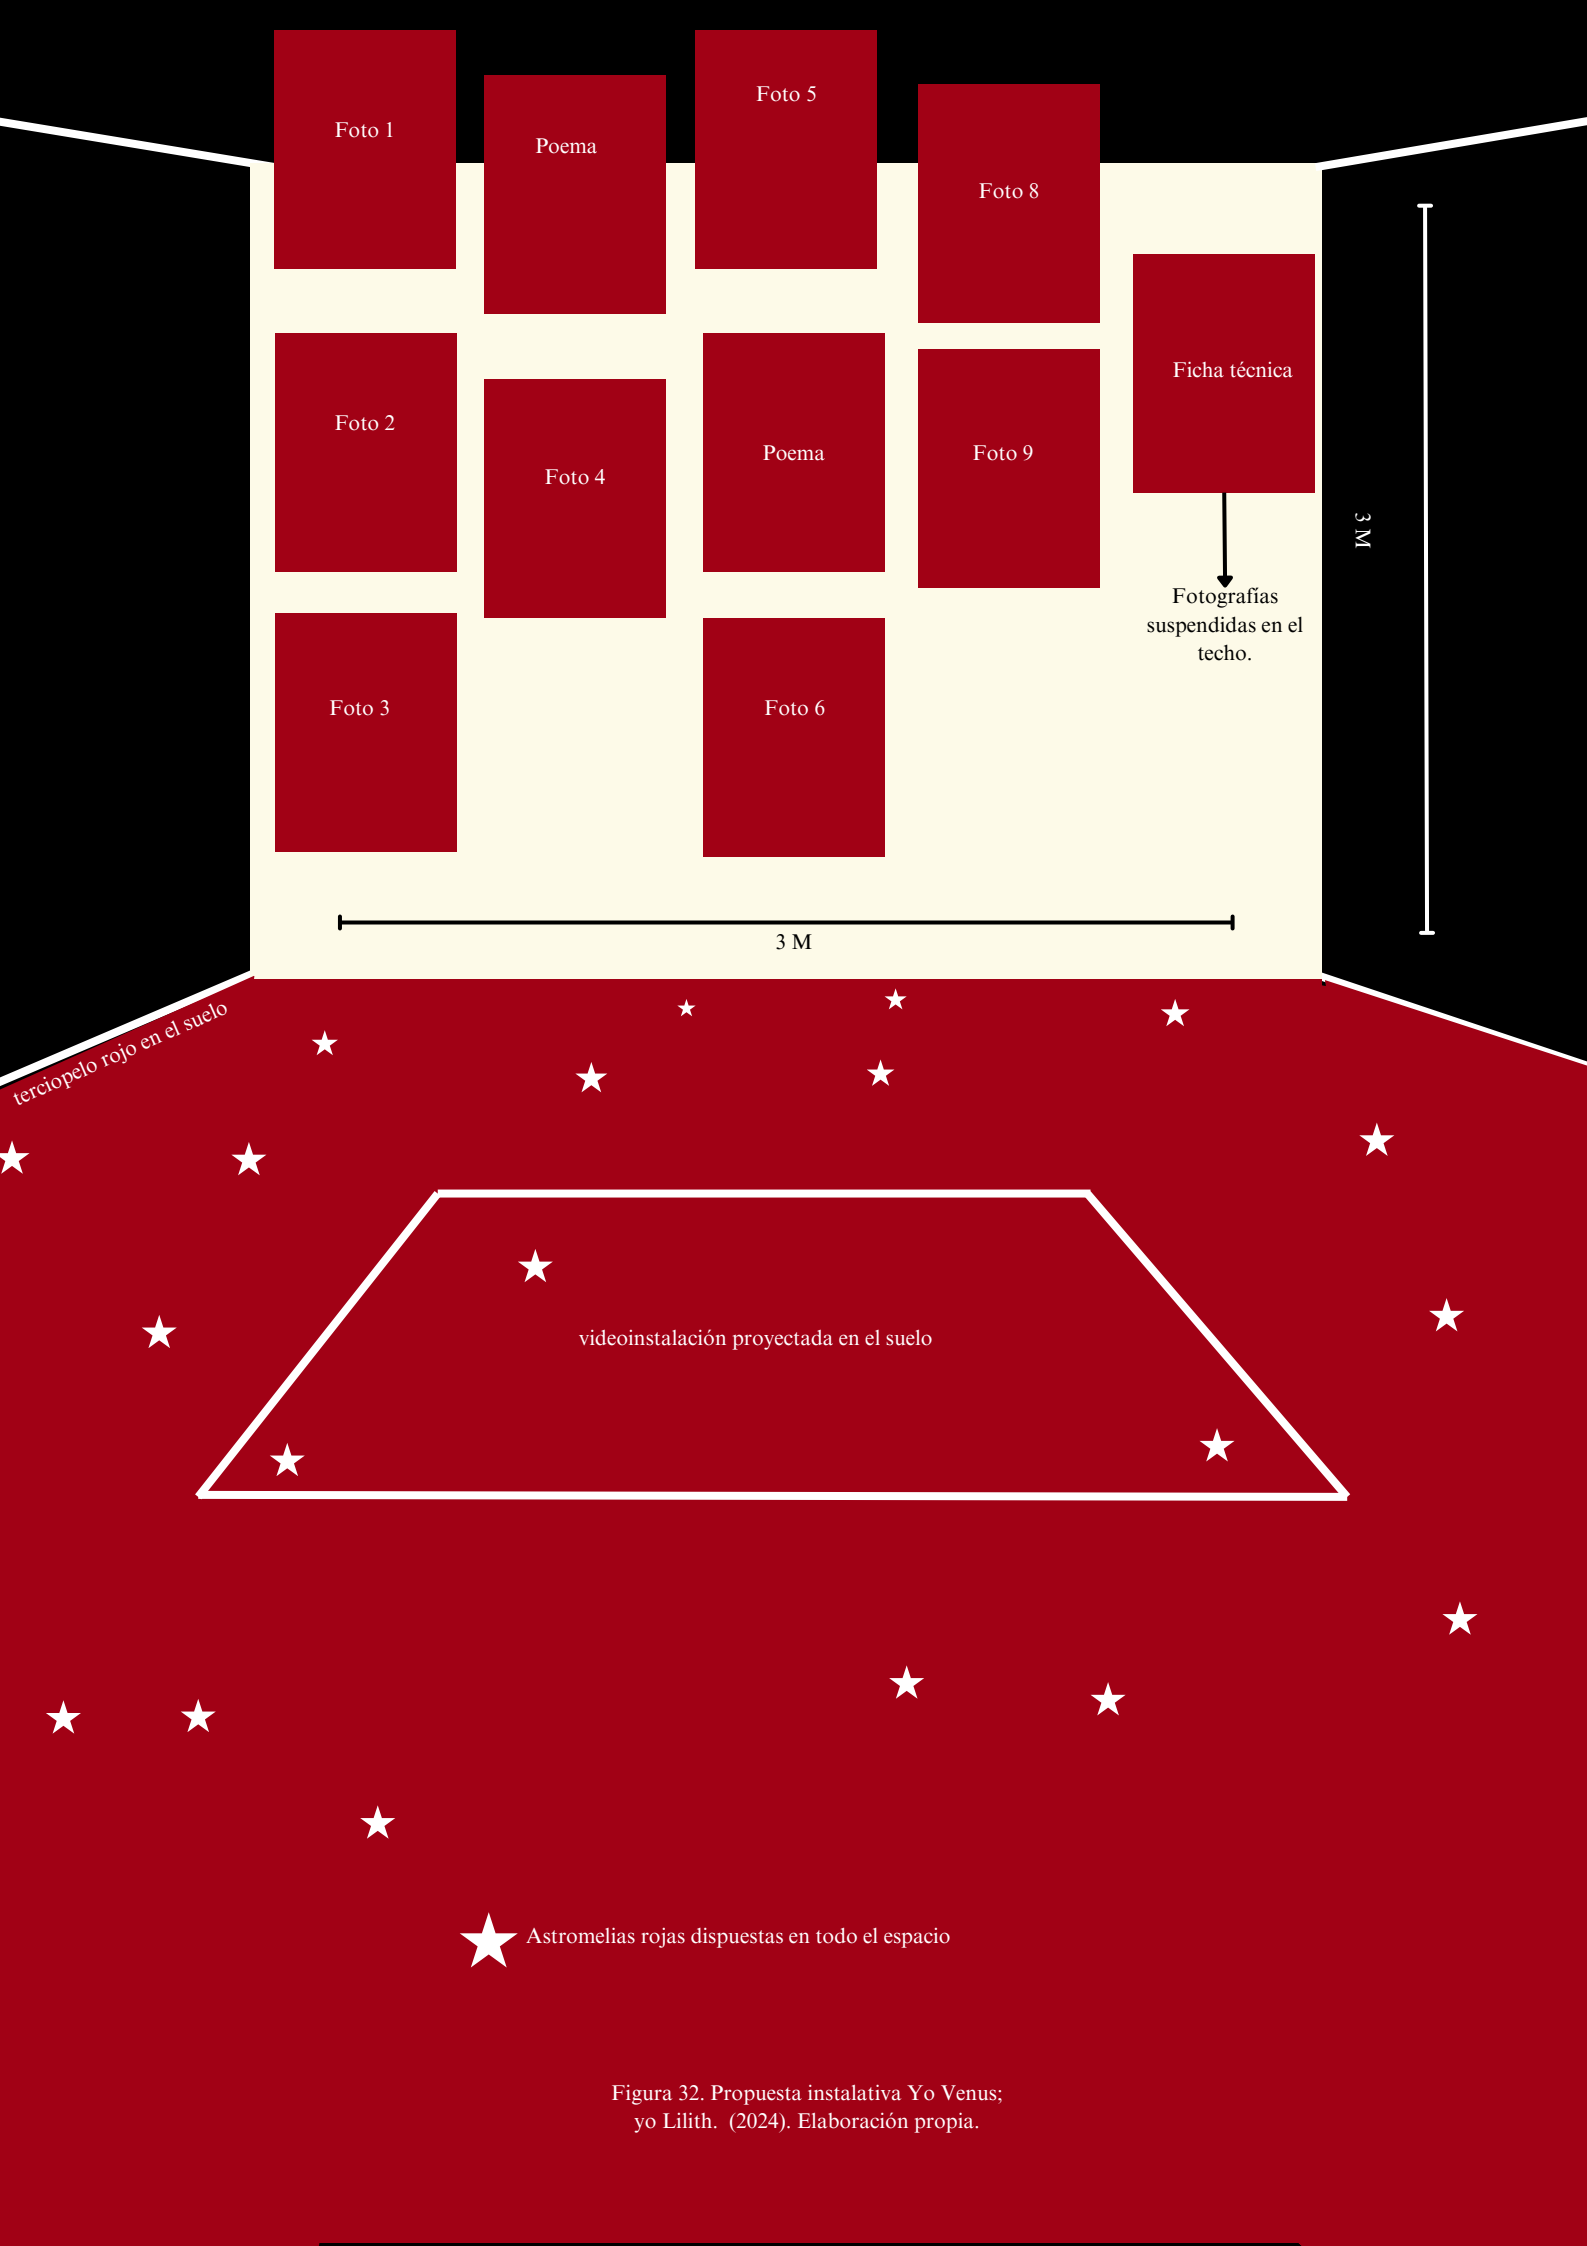 Foto 1
Poema
Foto 5
Foto 8
Ficha técnica
Foto 2
Foto 4
Poema
Foto 9
3 M
Fotografías
suspendidas en el
techo.
Foto 3
Foto 6
3 M
terciopelo rojo en el suelo
videoinstalación proyectada en el suelo
Astromelias rojas dispuestas en todo el espacio
Figura 32. Propuesta instalativa Yo Venus;
yo Lilith. (2024). Elaboración propia.